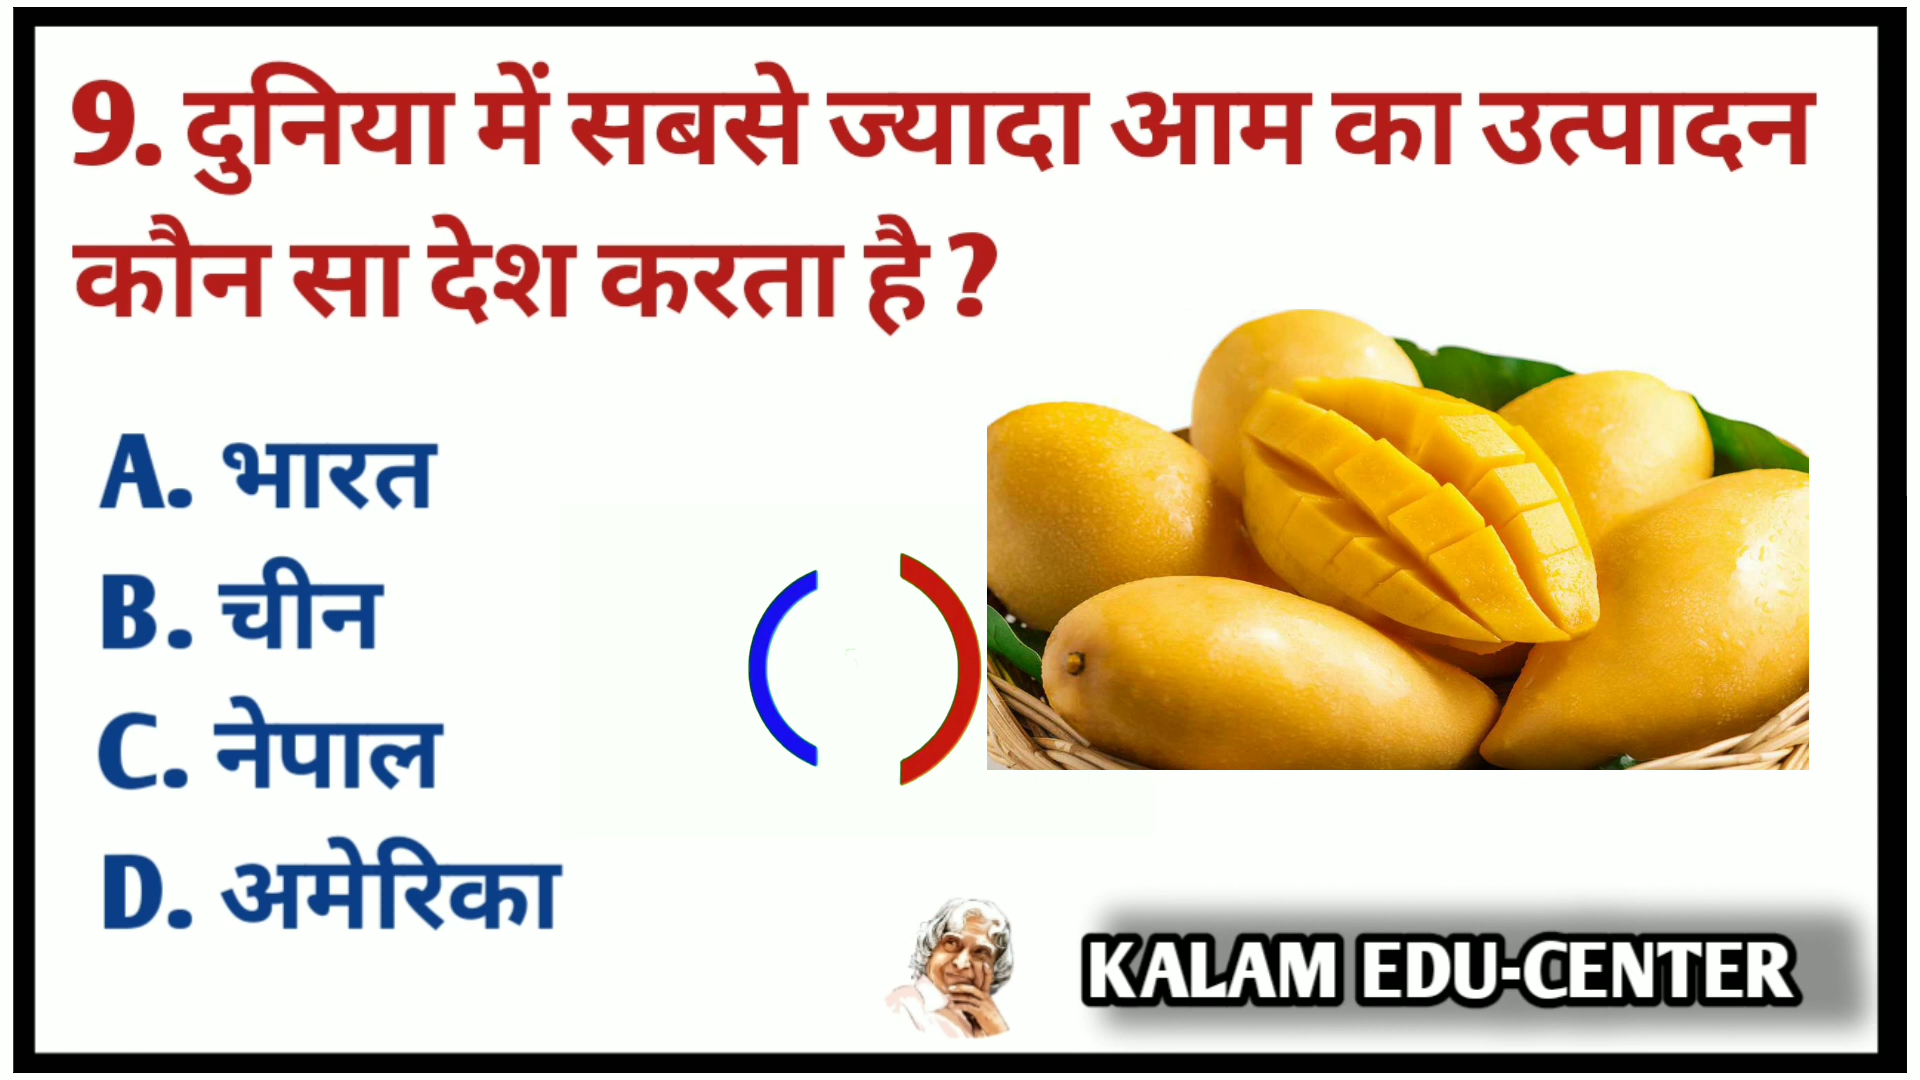 9. दुनिया में सबसे ज्यादा आम का उत्पादन
कौन सा देश करता है ?
A. भारत
B. चीन
C. नेपाल
D. अमेरिका
KALAM EDU-CENTER